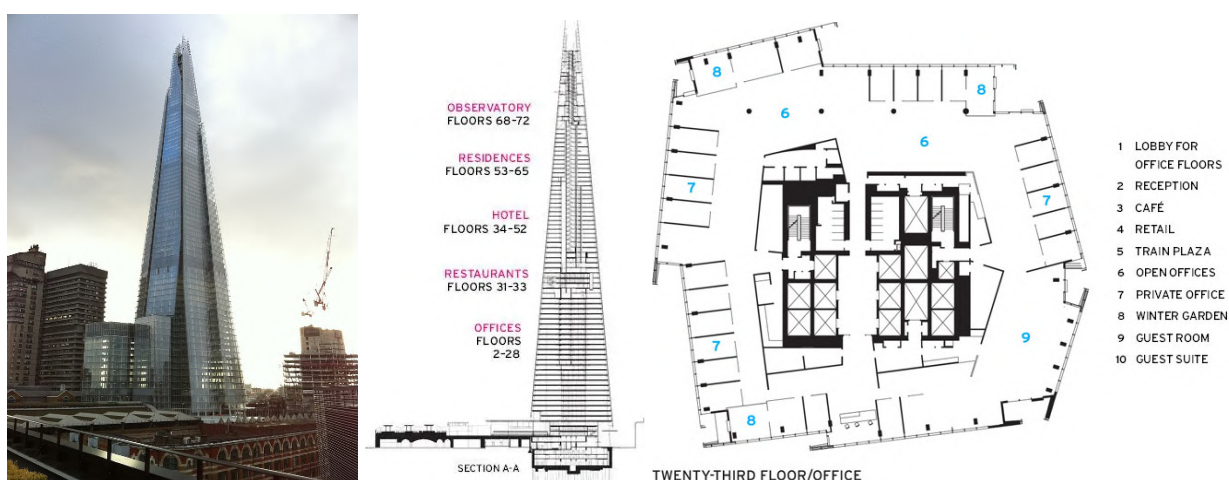 OBSERVATORY
FLOORS 68-72
RESIDENCES
FLOORS 53-65
HOTEL
FLOORS 34-52
RESTAURANTS
FLOORS 31-33
OFFICES
FLOORS
2-28
SECTION A-A
8
8
6
6
7
7
7
9
8
TWENTY-THIRD FLOOR/OFFICE
1 LOBBY FOR
OFFICE FLOORS
2 RECEPTION
3 CAFÉ
4 RETAIL
5 TRAIN PLAZA
6 OPEN OFFICES
7 PRIVATE OFFICE
8 WINTER GARDEN
9 GUEST ROOM
10 GUEST SUITE